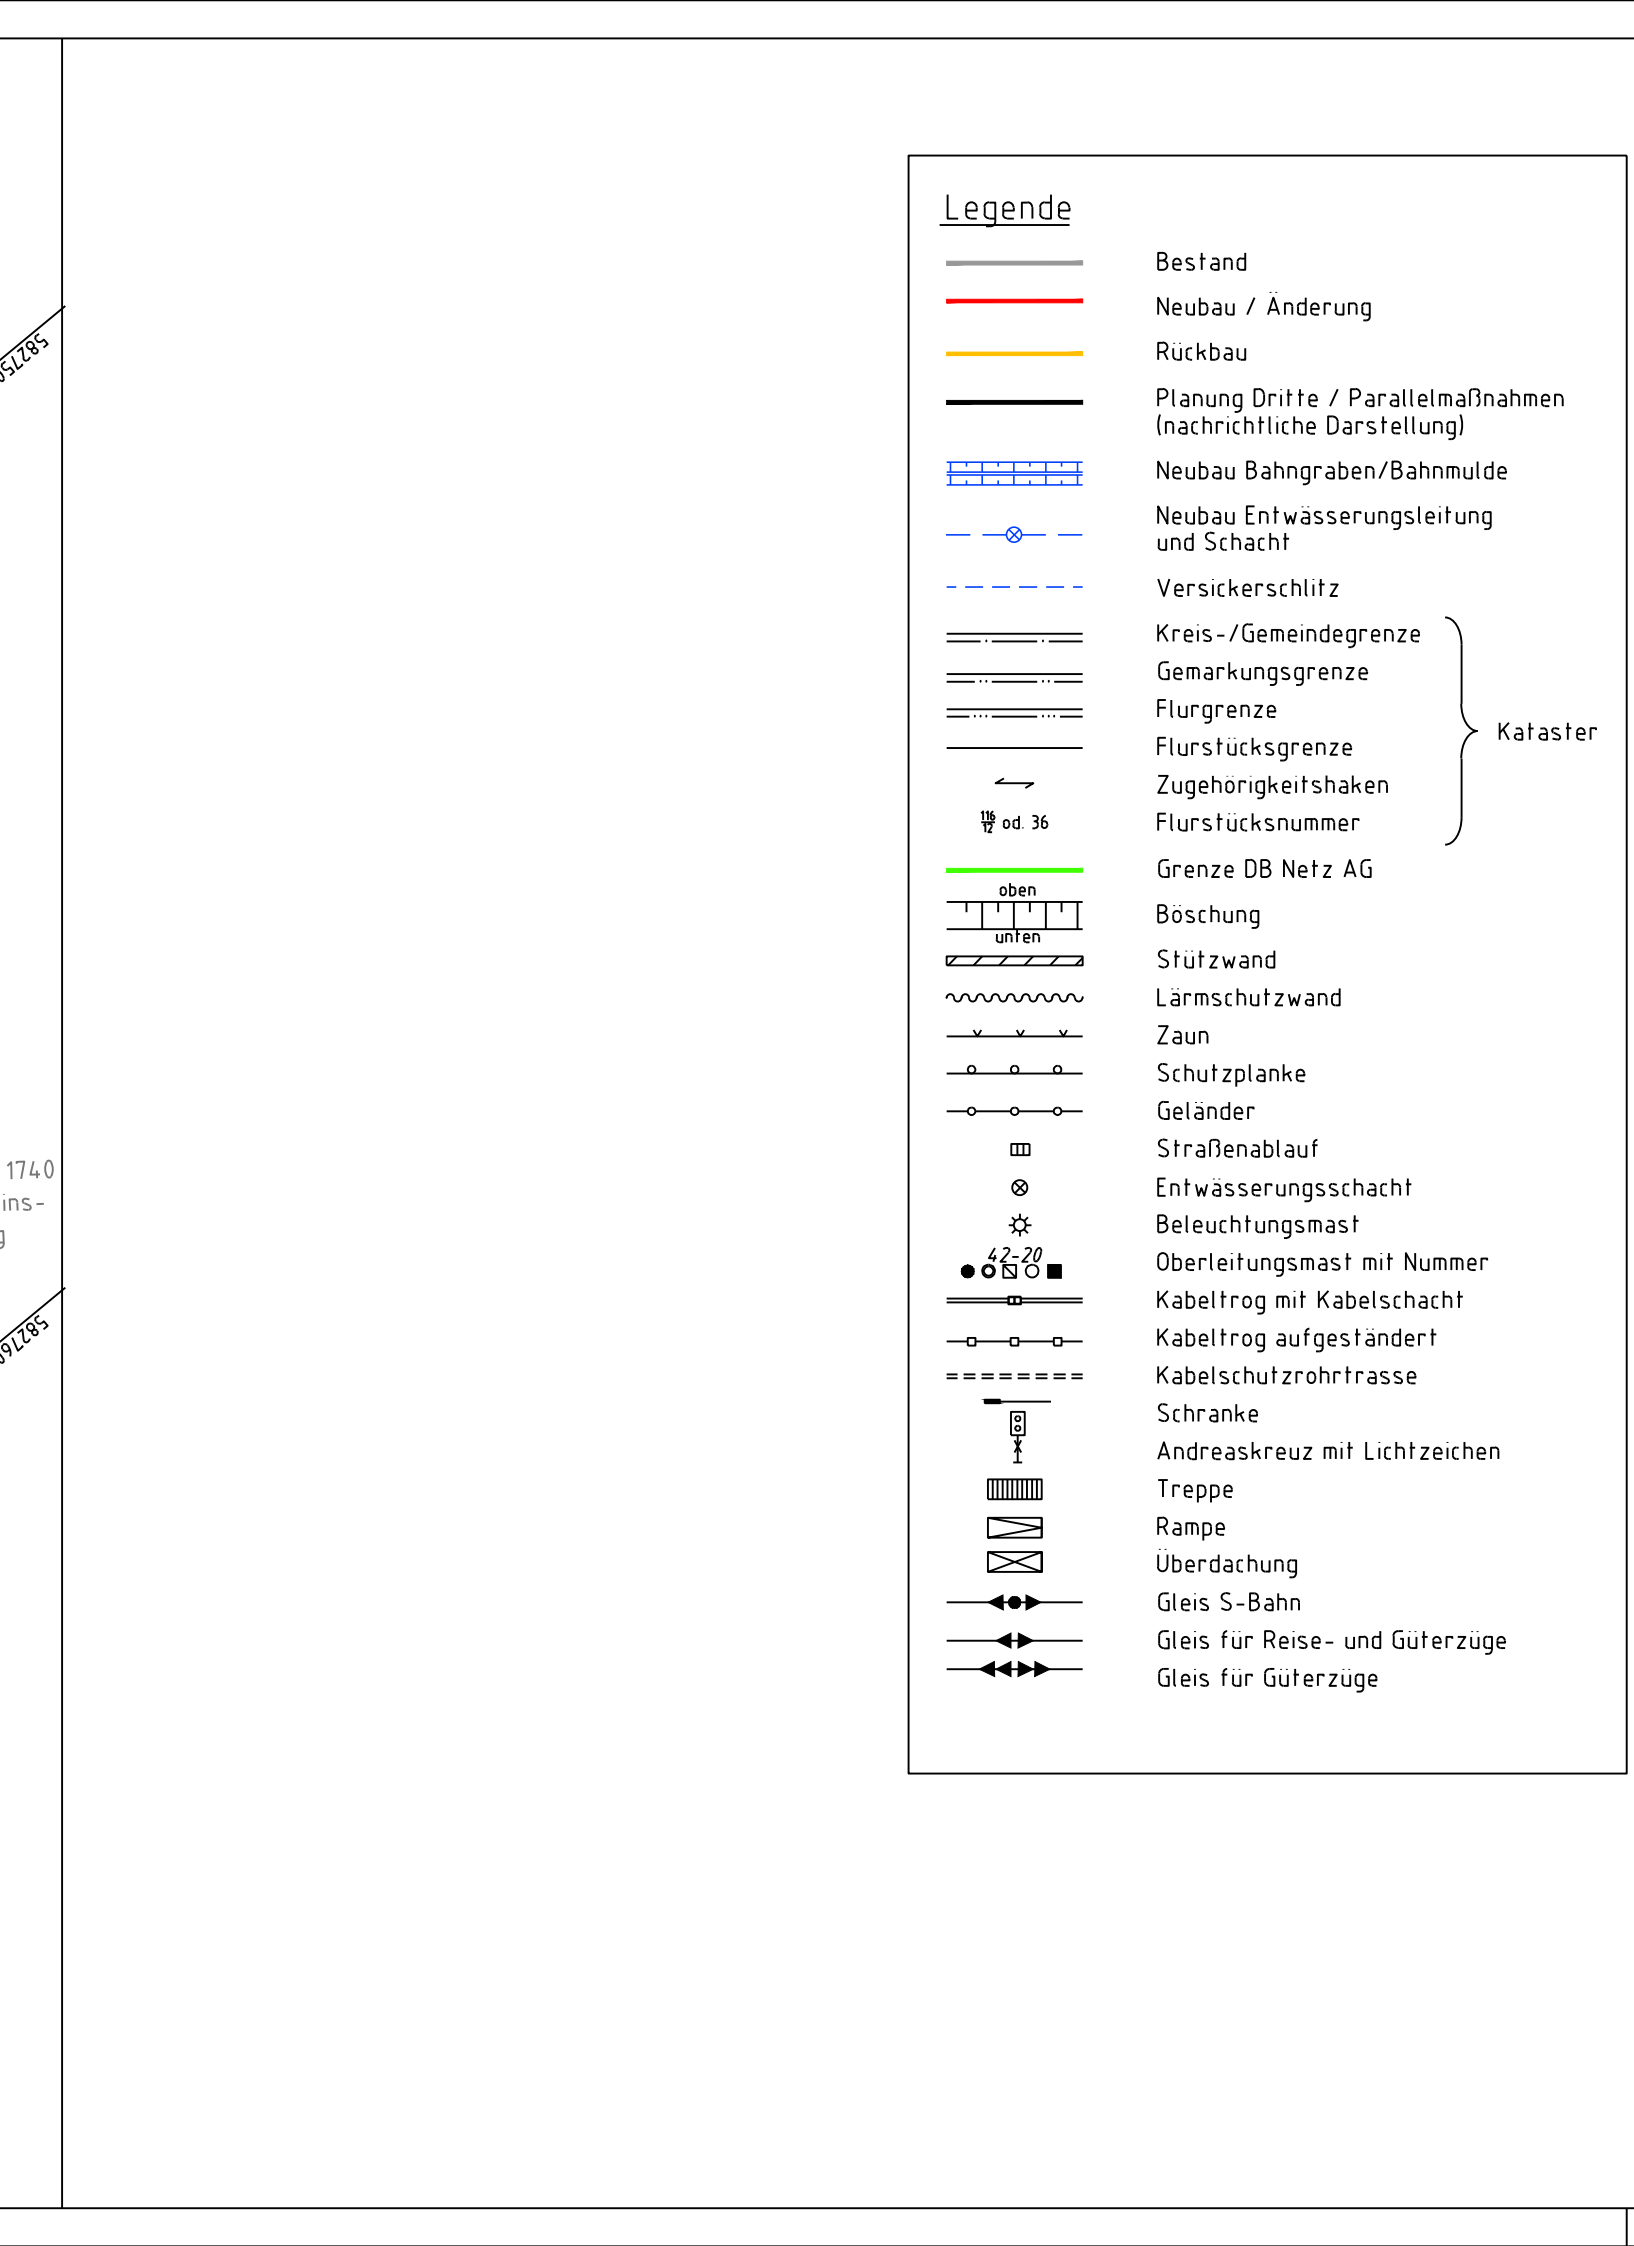 582750
1740
ins-
g
582760
Legende
Bestand
Neubau / Änderung
Rückbau
Planung Dritte / Parallelmaßnahmen
(nachrichtliche Darstellung)
Neubau Bahngraben/Bahnmulde
Neubau Entwässerungsleitung
und Schacht
Versickerschlitz
Kreis-/Gemeindegrenze
Gemarkungsgrenze
Flurgrenze
Kataster
Flurstücksgrenze
Zugehörigkeitshaken
116/12 od. 36 Flurstücksnummer
Grenze DB Netz AG
oben
Böschung
unten
Stützwand
Lärmschutzwand
Zaun
Schutzplanke
Geländer
Straßenablauf
Entwässerungsschacht
Beleuchtungsmast
42-20
Oberleitungsmast mit Nummer
Kabeltrog mit Kabelschacht
Kabeltrog aufgeständert
Kabelschutzrohrtrasse
Schranke
Andreaskreuz mit Lichtzeichen
Treppe
Rampe
Überdachung
Gleis S-Bahn
Gleis für Reise- und Güterzüge
Gleis für Güterzüge